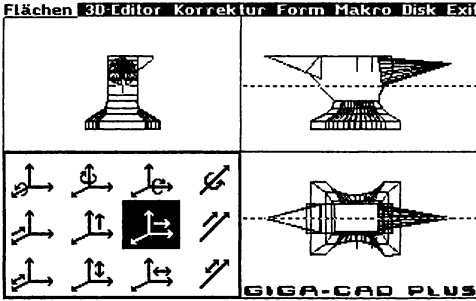 Flächen 3D-Editor Korrektur Form Makro Disk Exit
GIGA-CAD PLUS